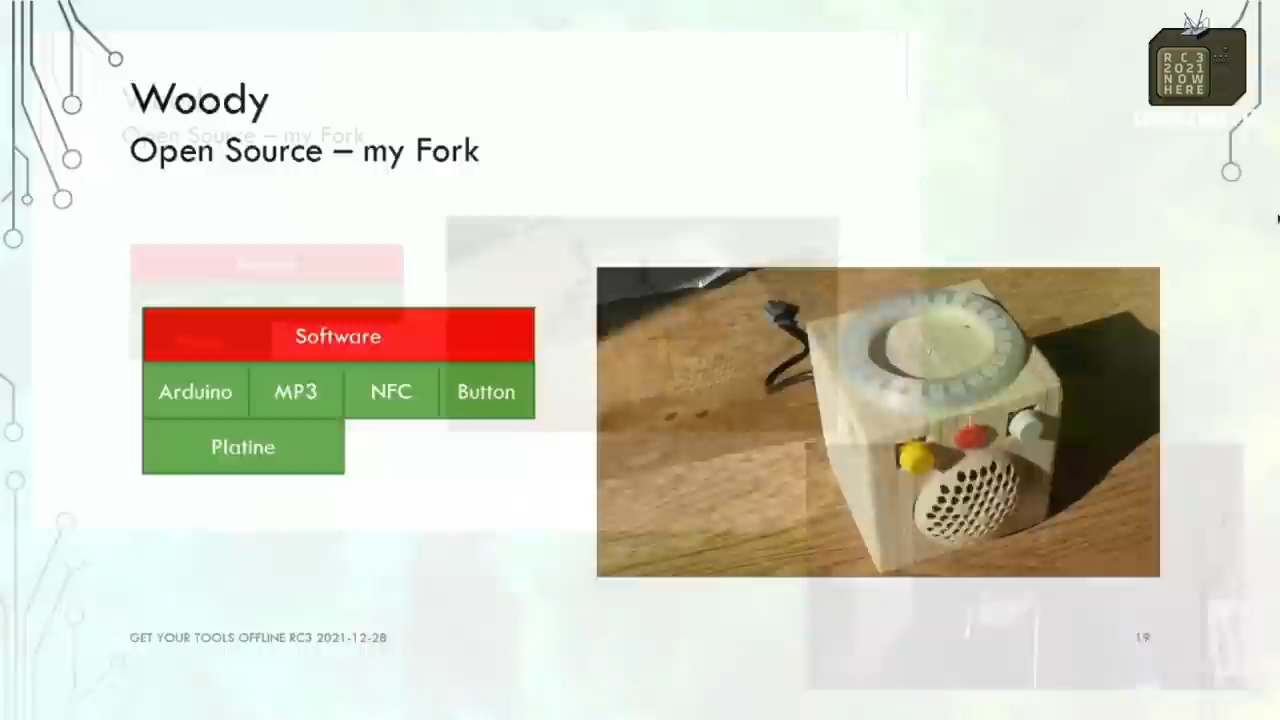 Woody
Open Source – my Fork
Software
Arduino MP3 NFC Button
Platine
GET YOUR TOOLS OFFLINE RC3 2021-12-28
19
RC3
2021
NOW
HERE